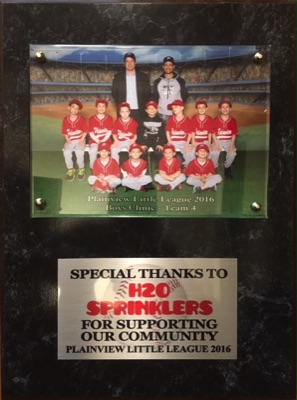 Plainview Little League 2016
Boys Clinic - Team 4
SPECIAL THANKS TO
H2O
SPRINKLERS
FOR SUPPORTING
OUR COMMUNITY
PLAINVIEW LITTLE LEAGUE 2016